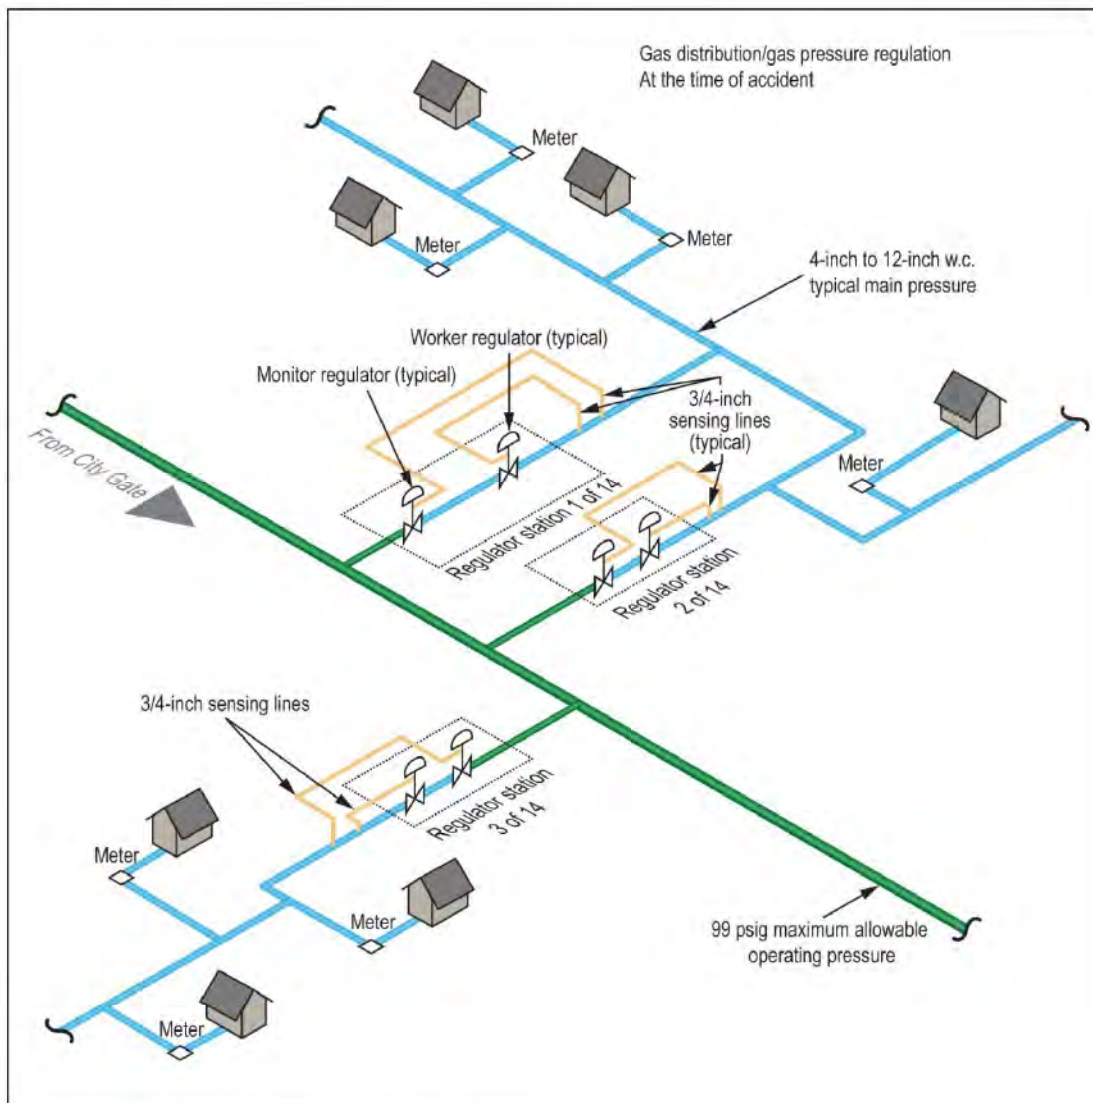 Gas distribution/gas pressure regulation
At the time of accident
Meter
Meter
Meter
4-inch to 12-inch w.c.
typical main pressure
Worker regulator (typical)
Monitor regulator (typical)
3/4-inch
sensing lines
(typical)
From City Gate
Meter
Regulator station 1 of 14
Regulator station
2 of 14
3/4-inch sensing lines
Regulator station
3 of 14
Meter
Meter
99 psig maximum allowable
operating pressure
Meter